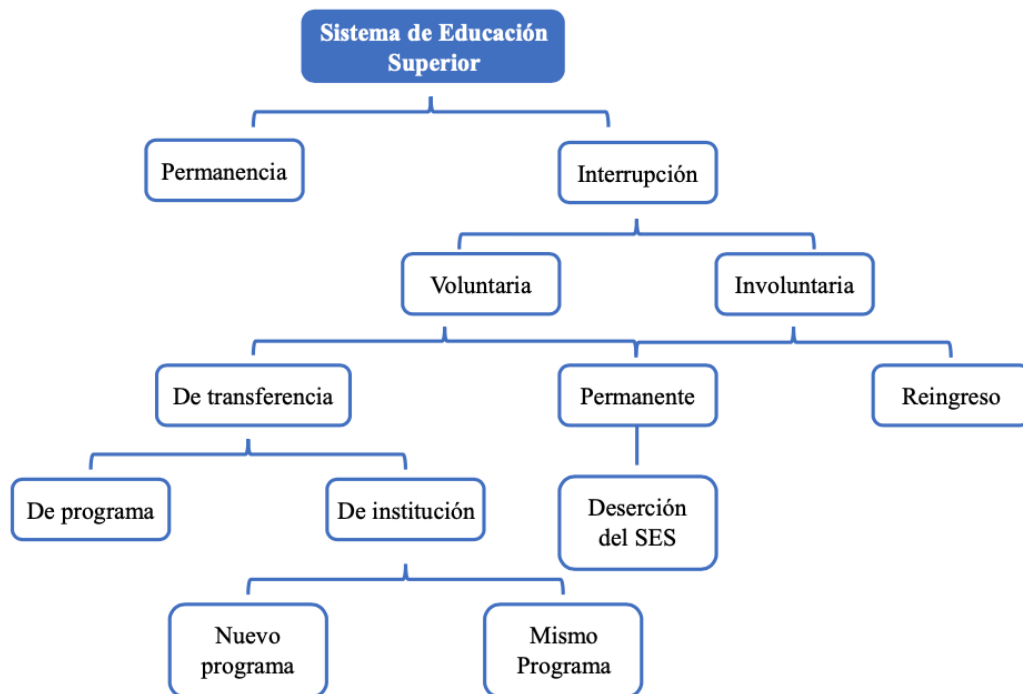 Sistema de Educación
Superior
Permanencia
Interrupción
Voluntaria
Involuntaria
De transferencia
Permanente
Reingreso
De programa
De institución
Deserción
del SES
Nuevo
programa
Mismo
Programa